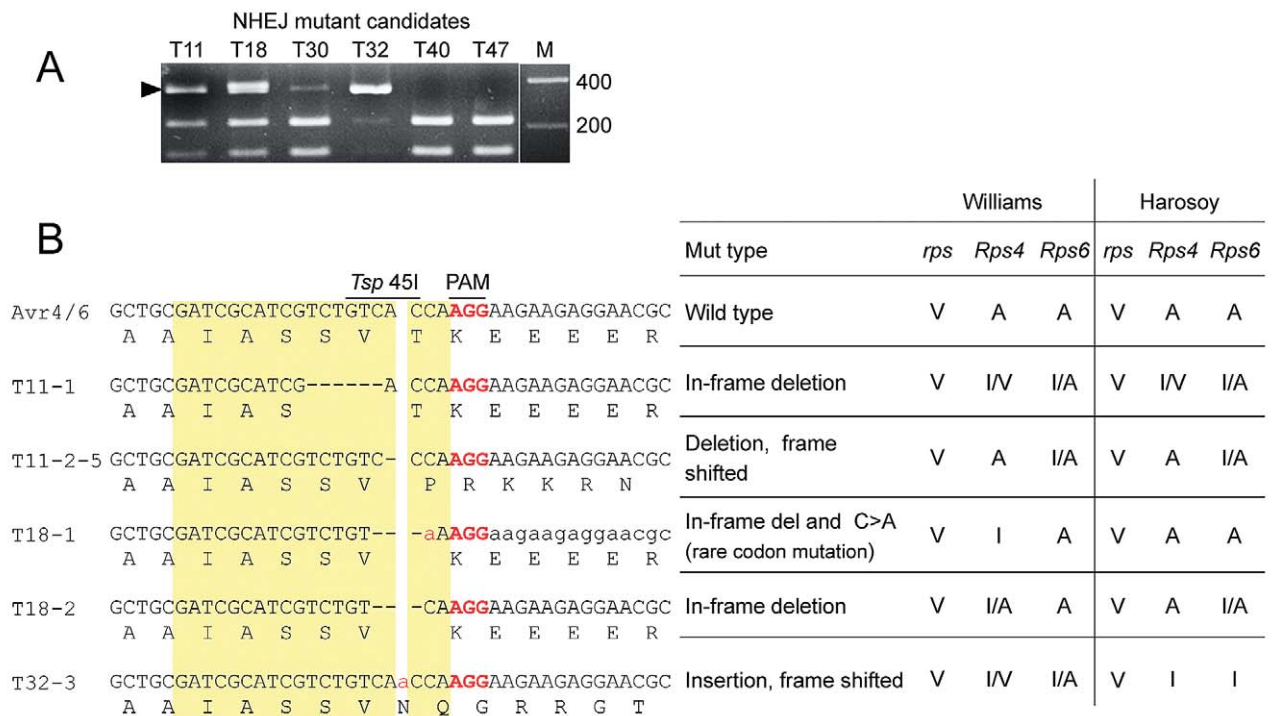 NHEJ mutant candidates
A
T11 T18 T30 T32 T40 T47 M
400
200
B
Williams Harosoy
Mut type rps Rps4 Rps6 rps Rps4 Rps6
Tsp 45I PAM
Avr4/6 GCTGCGATCGCATCGTCTGTCA CCAAGGAAGAAGAGGAACGC Wild type V A A V A A
A A I A S S V T K E E E E R
T11-1 GCTGCGATCGCATCG------A CCAAGGAAGAAGAGGAACGC In-frame deletion V I/V I/A V I/V I/A
A A I A S T K E E E E R
T11-2-5 GCTGCGATCGCATCGTCTGTC- CCAAGGAAGAAGAGGAACGC Deletion, frame shifted V A I/A V A I/A
A A I A S S V P R K K R N
T18-1 GCTGCGATCGCATCGTCTGT-- -aAAGGaagaagaggaacgc In-frame del and C>A (rare codon mutation) V I A V A A
A A I A S S V K E E E E R
T18-2 GCTGCGATCGCATCGTCTGT-- -CAAGGAAGAAGAGGAACGC In-frame deletion V I/A A V A I/A
A A I A S S V K E E E E R
T32-3 GCTGCGATCGCATCGTCTGTCAaCCAAGGAAGAAGAGGAACGC Insertion, frame shifted V I/V I/A V I I
A A I A S S V N Q G R R G T